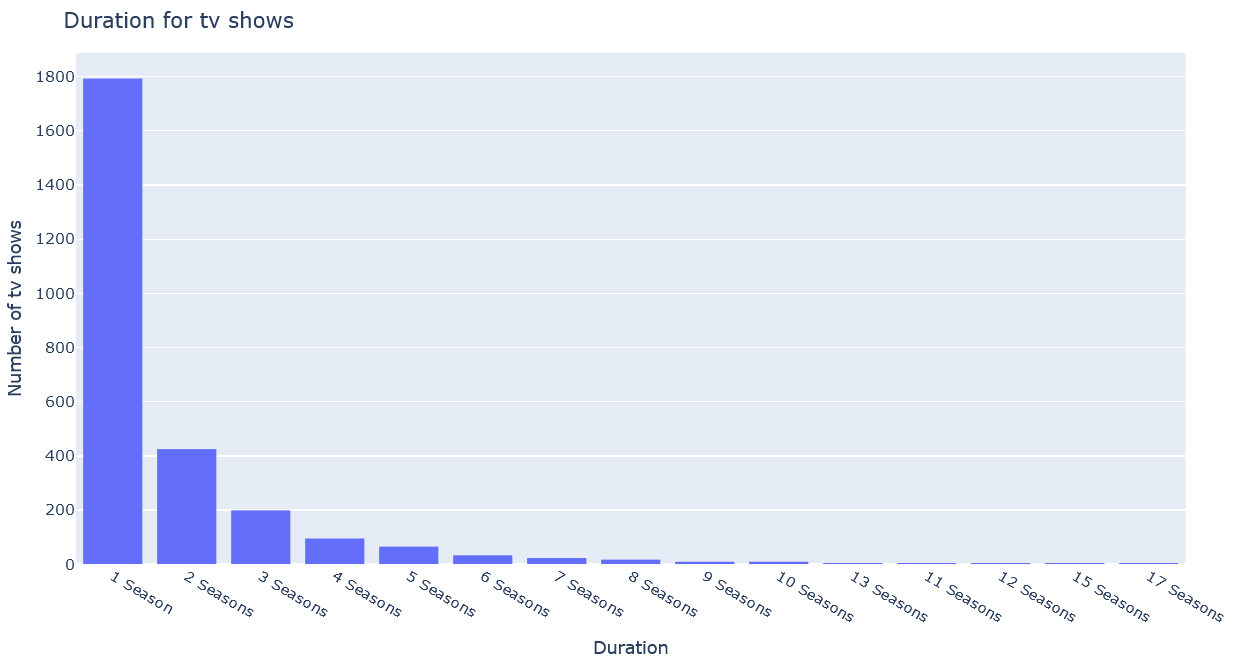 Duration for tv shows
Number of tv shows
1800
1600
1400
1200
1000
800
600
400
200
0
1 Season
2 Seasons
3 Seasons
4 Seasons
5 Seasons
6 Seasons
7 Seasons
8 Seasons
9 Seasons
10 Seasons
13 Seasons
11 Seasons
12 Seasons
15 Seasons
17 Seasons
Duration